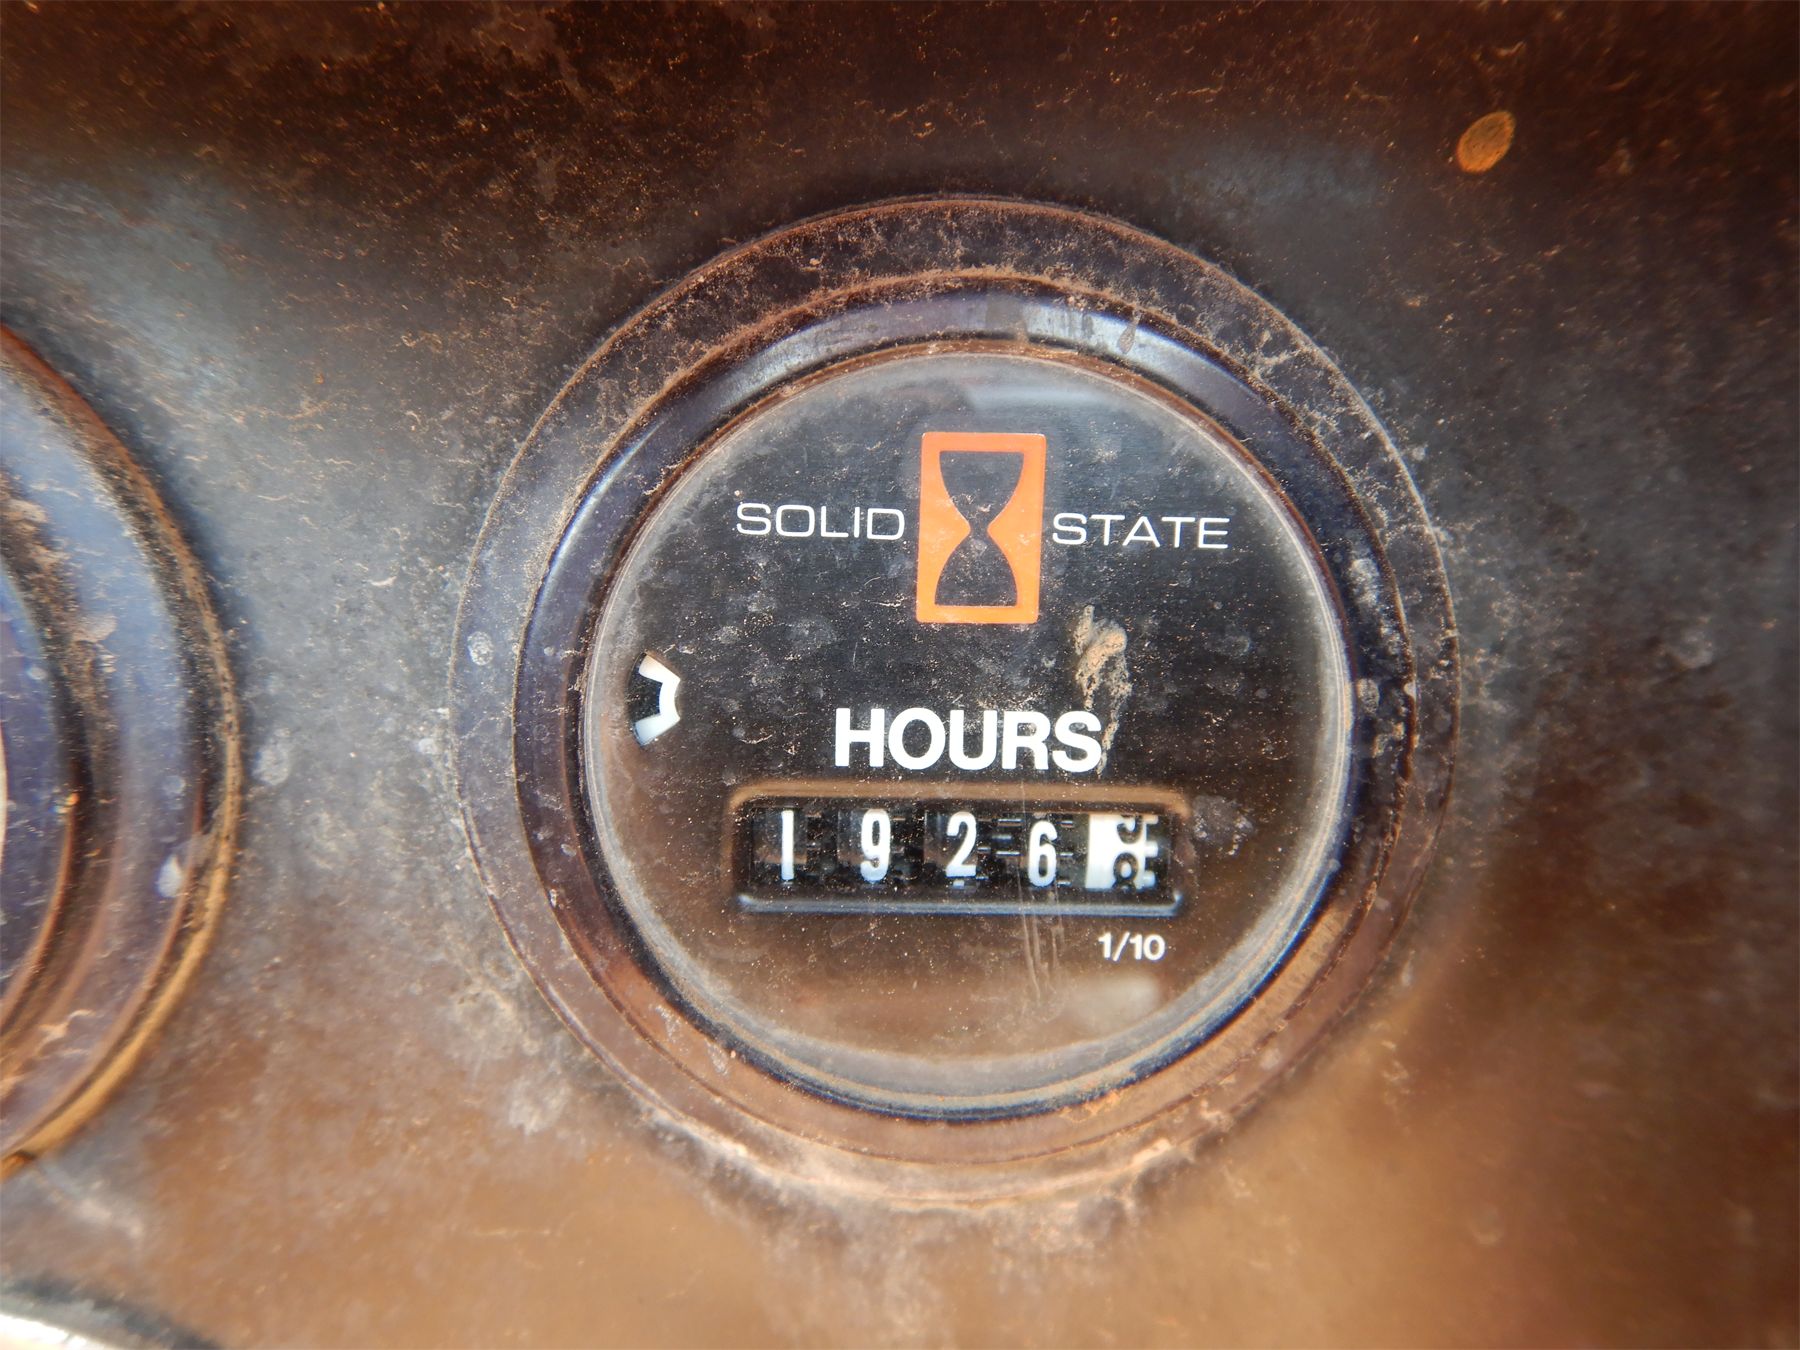 SOLID STATE
HOURS
1926
1/10